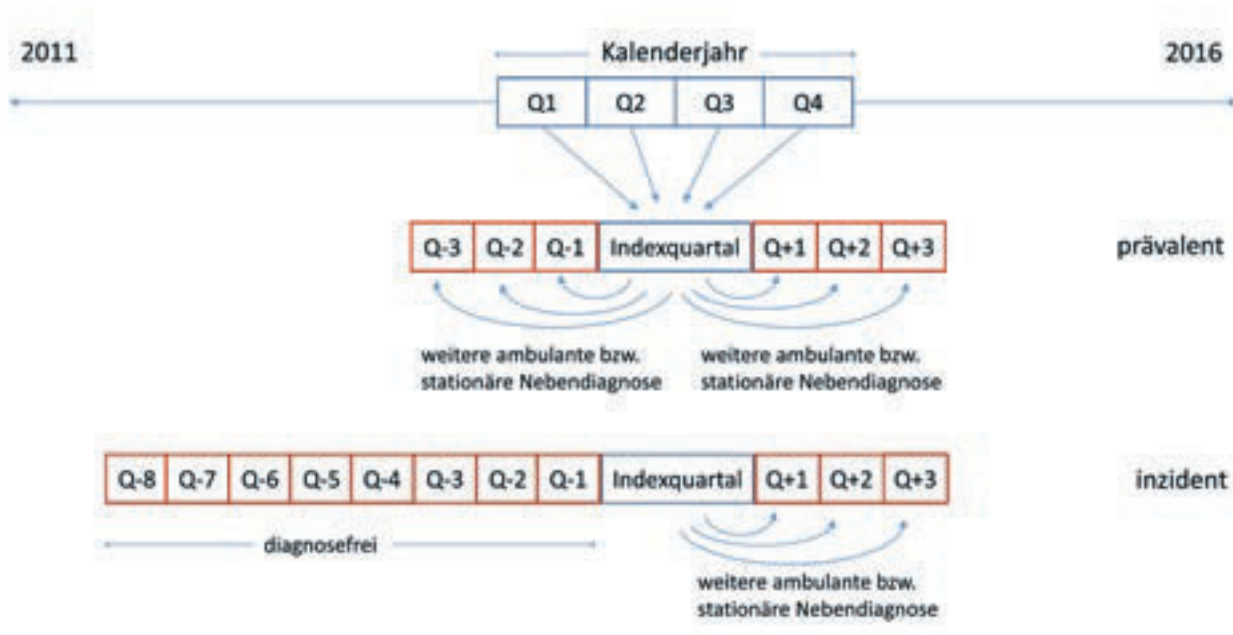 2011 Kalenderjahr 2016
Q1 Q2 Q3 Q4
Q-3 Q-2 Q-1 Indexquartal Q+1 Q+2 Q+3 prävalent
weitere ambulante bzw. weitere ambulante bzw.
stationäre Nebendiagnose stationäre Nebendiagnose
Q-8 Q-7 Q-6 Q-5 Q-4 Q-3 Q-2 Q-1 Indexquartal Q+1 Q+2 Q+3 inzident
diagnosefrei
weitere ambulante bzw.
stationäre Nebendiagnose